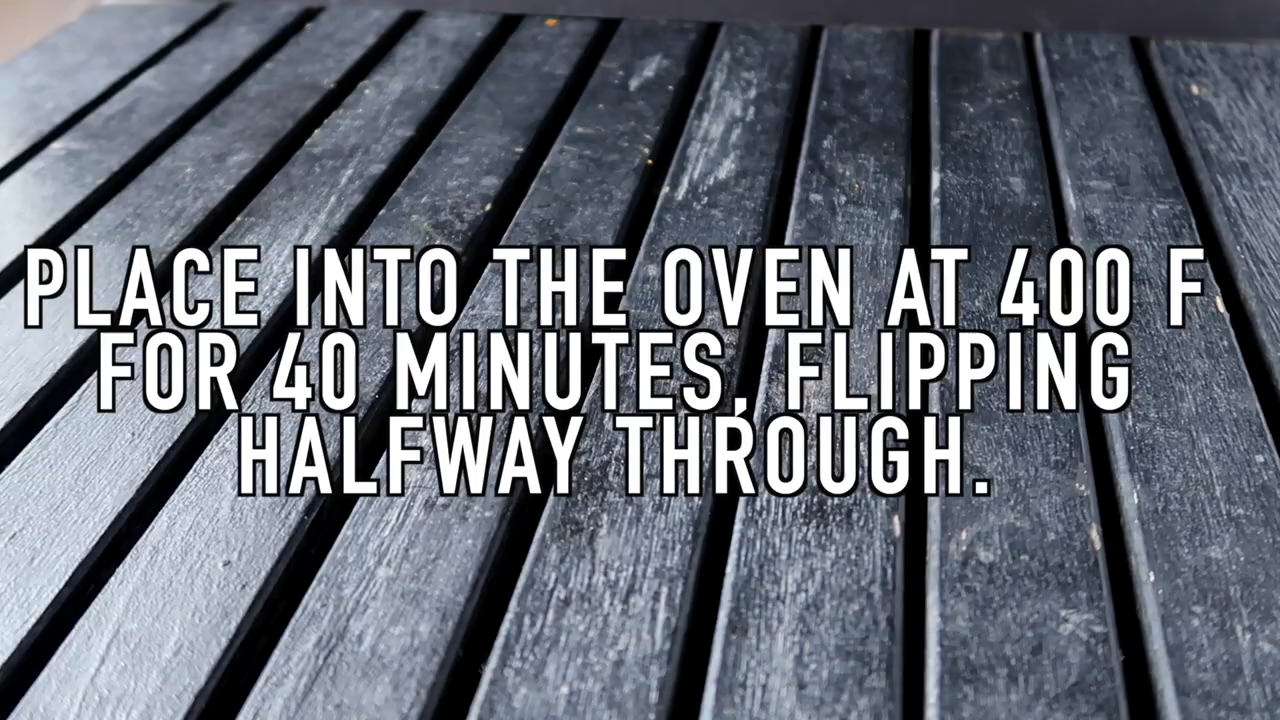 PLACE INTO THE OVEN AT 400 F
FOR 40 MINUTES, FLIPPING
HALFWAY THROUGH.